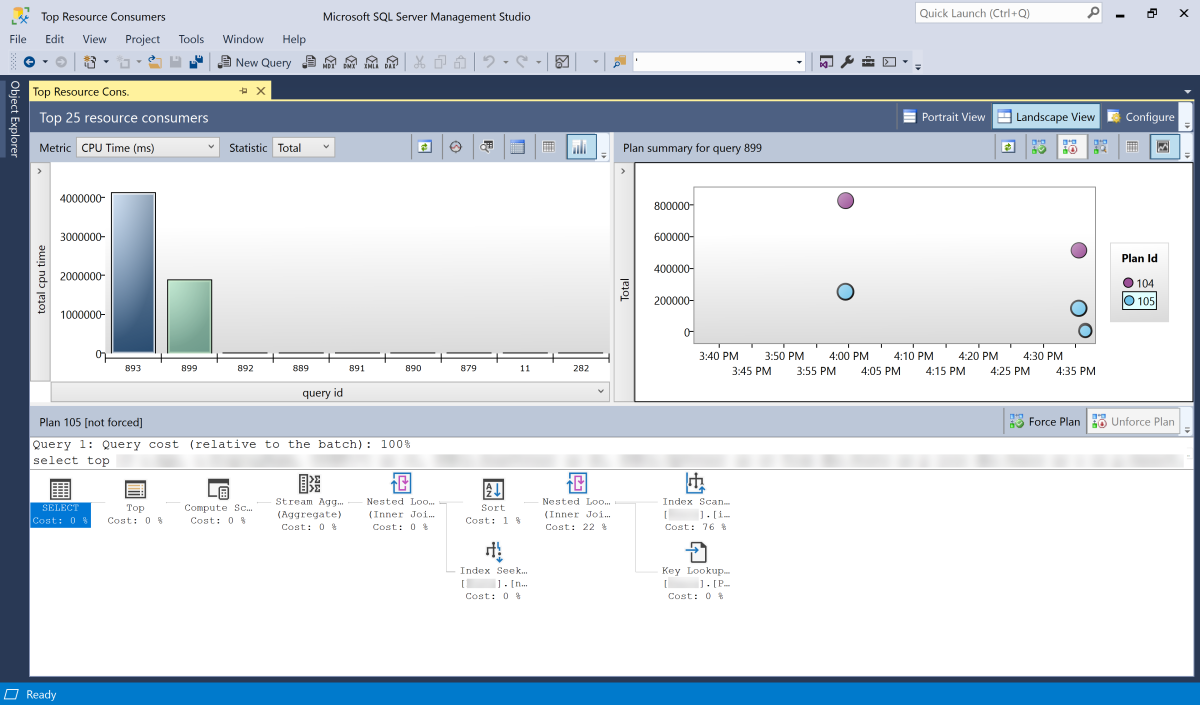 Top Resource Consumers
Microsoft SQL Server Management Studio
Quick Launch (Ctrl+Q)
File Edit View Project Tools Window Help
New Query MDX DMX XMLA DAX
Object Explorer
Top Resource Cons.
Top 25 resource consumers
Portrait View Landscape View Configure
Metric CPU Time (ms) Statistic Total
Plan summary for query 899
total cpu time
4000000
3000000
2000000
1000000
0
893 899 892 889 891 890 879 11 282
query id
Total
800000
600000
400000
200000
0
3:40 PM 3:50 PM 4:00 PM 4:10 PM 4:20 PM 4:30 PM
3:45 PM 3:55 PM 4:05 PM 4:15 PM 4:25 PM 4:35 PM
Plan Id
104
105
Plan 105 [not forced]
Force Plan Unforce Plan
Query 1: Query cost (relative to the batch): 100%
select top
SELECT
Cost: 0 %
Top
Cost: 0 %
Compute Sc...
Cost: 0 %
Stream Agg...
(Aggregate)
Cost: 0 %
Nested Loo...
(Inner Joi...
Cost: 0 %
Sort
Cost: 1 %
Nested Loo...
(Inner Joi...
Cost: 22 %
Index Scan...
[ ].[i...
Cost: 76 %
Index Seek...
[ ].[n...
Cost: 0 %
Key Lookup...
[ ].[P...
Cost: 0 %
Ready